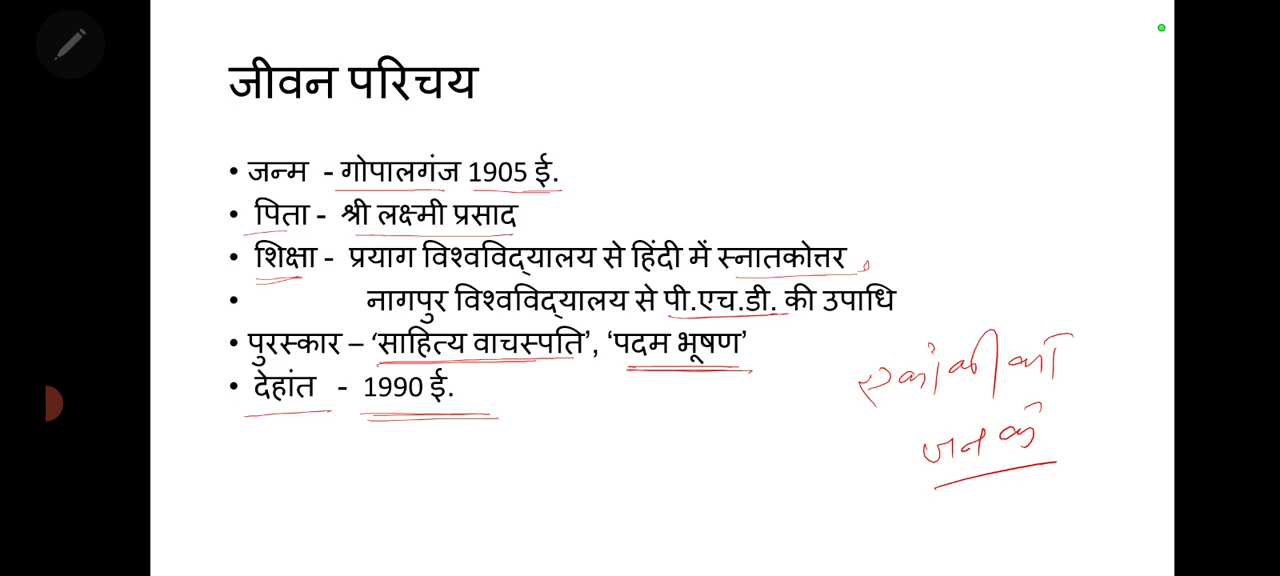 जीवन परिचय
• जन्म - गोपालगंज 1905 ई.
• पिता - श्री लक्ष्मी प्रसाद
• शिक्षा - प्रयाग विश्वविद्यालय से हिंदी में स्नातकोत्तर ,
• नागपुर विश्वविद्यालय से पी.एच.डी. की उपाधि
• पुरस्कार – ‘साहित्य वाचस्पति’, ‘पदम भूषण’
• देहांत - 1990 ई.
एकांकी का
जनक